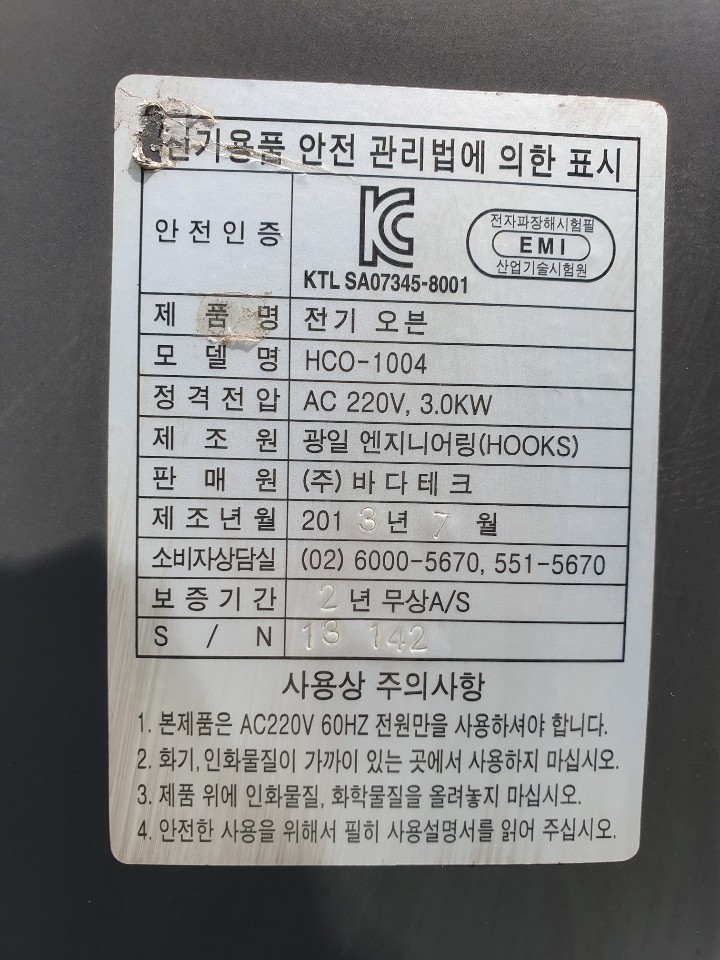 전기용품 안전 관리법에 의한 표시
안전인증
KC
KTL SA07345-8001
전자파장해시험필
EMI
산업기술시험원
제품명 전기 오븐
모델명 HCO-1004
정격전압 AC 220V, 3.0KW
제조원 광일 엔지니어링(HOOKS)
판매원 (주) 바다테크
제조년월 2013년 7월
소비자상담실 (02) 6000-5670, 551-5670
보증기간 2년 무상A/S
S / N 13 142
사용상 주의사항
1. 본제품은 AC220V 60HZ 전원만을 사용하셔야 합니다.
2. 화기, 인화물질이 가까이 있는 곳에서 사용하지 마십시오.
3. 제품 위에 인화물질, 화학물질을 올려놓지 마십시오.
4. 안전한 사용을 위해서 필히 사용설명서를 읽어 주십시오.